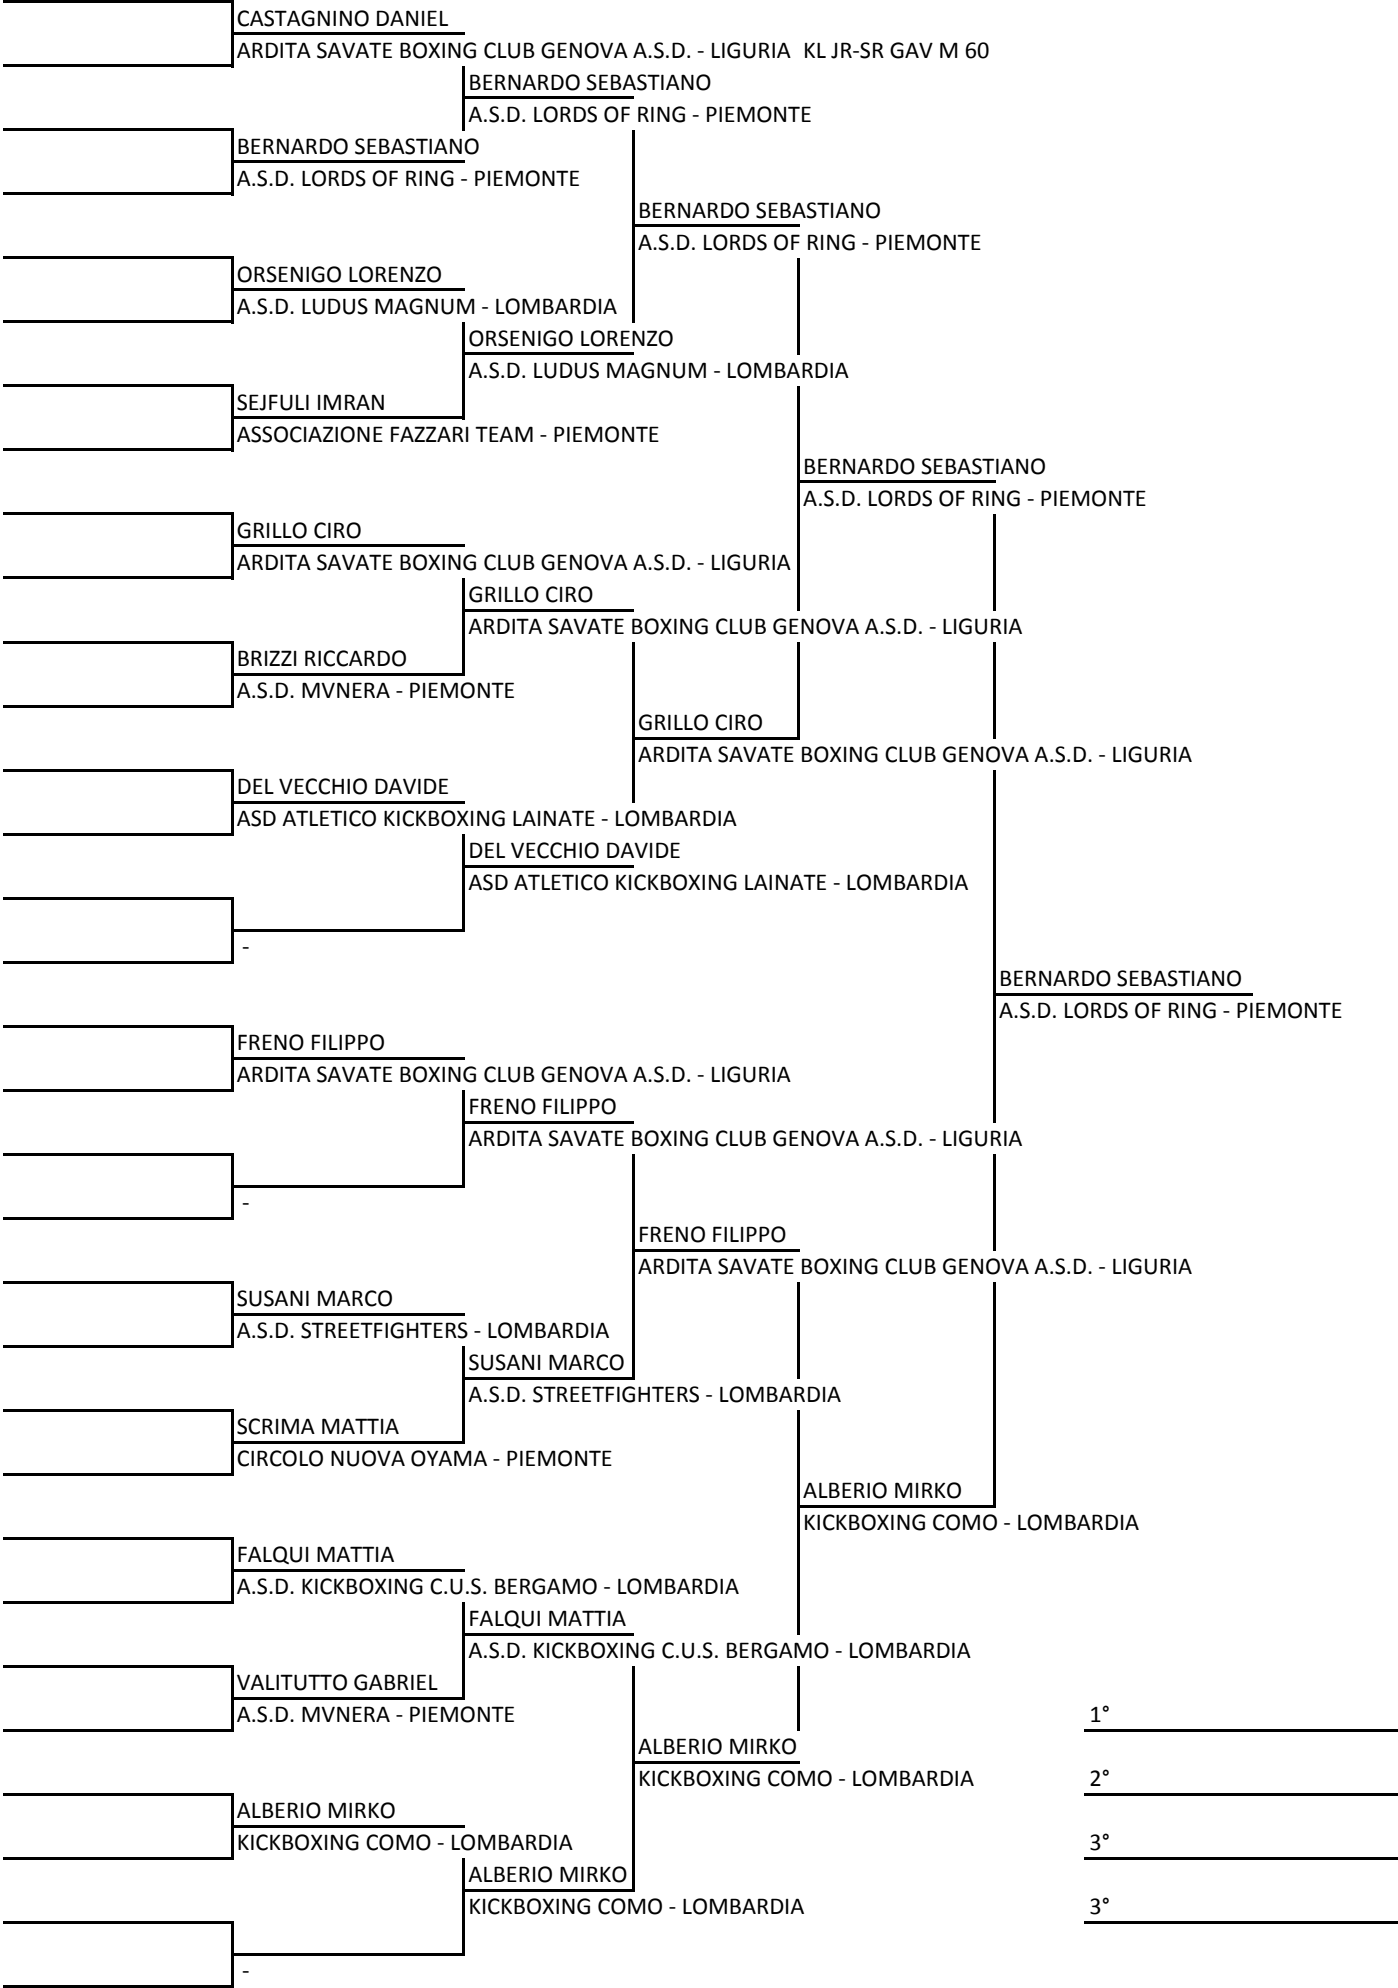 CASTAGNINO DANIEL
ARDITA SAVATE BOXING CLUB GENOVA A.S.D. - LIGURIA  KL JR-SR GAV M 60
BERNARDO SEBASTIANO
A.S.D. LORDS OF RING - PIEMONTE
BERNARDO SEBASTIANO
A.S.D. LORDS OF RING - PIEMONTE
BERNARDO SEBASTIANO
A.S.D. LORDS OF RING - PIEMONTE
ORSENIGO LORENZO
A.S.D. LUDUS MAGNUM - LOMBARDIA
ORSENIGO LORENZO
A.S.D. LUDUS MAGNUM - LOMBARDIA
SEJFULI IMRAN
ASSOCIAZIONE FAZZARI TEAM - PIEMONTE
BERNARDO SEBASTIANO
A.S.D. LORDS OF RING - PIEMONTE
GRILLO CIRO
ARDITA SAVATE BOXING CLUB GENOVA A.S.D. - LIGURIA
GRILLO CIRO
ARDITA SAVATE BOXING CLUB GENOVA A.S.D. - LIGURIA
BRIZZI RICCARDO
A.S.D. MVNERA - PIEMONTE
GRILLO CIRO
ARDITA SAVATE BOXING CLUB GENOVA A.S.D. - LIGURIA
DEL VECCHIO DAVIDE
ASD ATLETICO KICKBOXING LAINATE - LOMBARDIA
DEL VECCHIO DAVIDE
ASD ATLETICO KICKBOXING LAINATE - LOMBARDIA
-
BERNARDO SEBASTIANO
A.S.D. LORDS OF RING - PIEMONTE
FRENO FILIPPO
ARDITA SAVATE BOXING CLUB GENOVA A.S.D. - LIGURIA
FRENO FILIPPO
ARDITA SAVATE BOXING CLUB GENOVA A.S.D. - LIGURIA
-
FRENO FILIPPO
ARDITA SAVATE BOXING CLUB GENOVA A.S.D. - LIGURIA
SUSANI MARCO
A.S.D. STREETFIGHTERS - LOMBARDIA
SUSANI MARCO
A.S.D. STREETFIGHTERS - LOMBARDIA
SCRIMA MATTIA
CIRCOLO NUOVA OYAMA - PIEMONTE
ALBERIO MIRKO
KICKBOXING COMO - LOMBARDIA
FALQUI MATTIA
A.S.D. KICKBOXING C.U.S. BERGAMO - LOMBARDIA
FALQUI MATTIA
A.S.D. KICKBOXING C.U.S. BERGAMO - LOMBARDIA
VALITUTTO GABRIEL
A.S.D. MVNERA - PIEMONTE
1°
ALBERIO MIRKO
KICKBOXING COMO - LOMBARDIA
2°
ALBERIO MIRKO
KICKBOXING COMO - LOMBARDIA
3°
ALBERIO MIRKO
KICKBOXING COMO - LOMBARDIA
3°
-